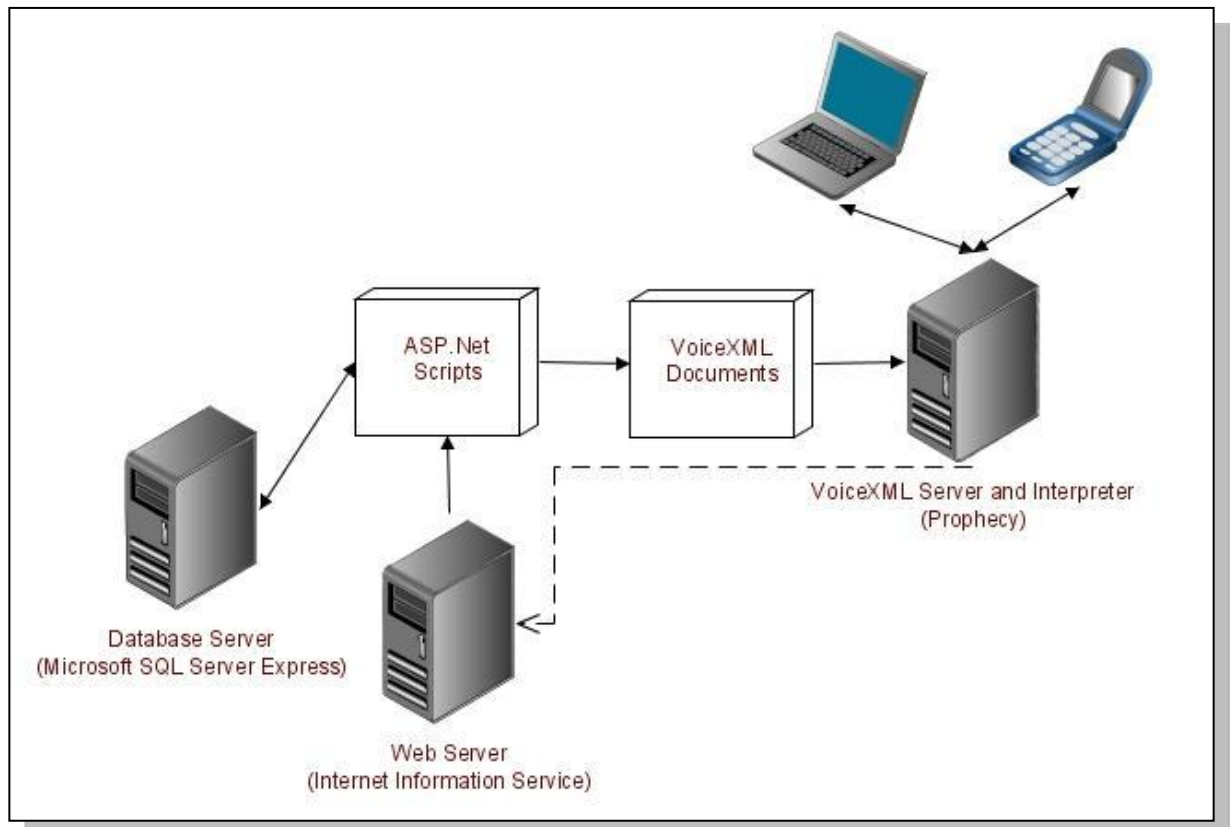 ASP.Net
Scripts
VoiceXML
Documents
VoiceXML Server and Interpreter
(Prophecy)
Database Server
(Microsoft SQL Server Express)
Web Server
(Internet Information Service)